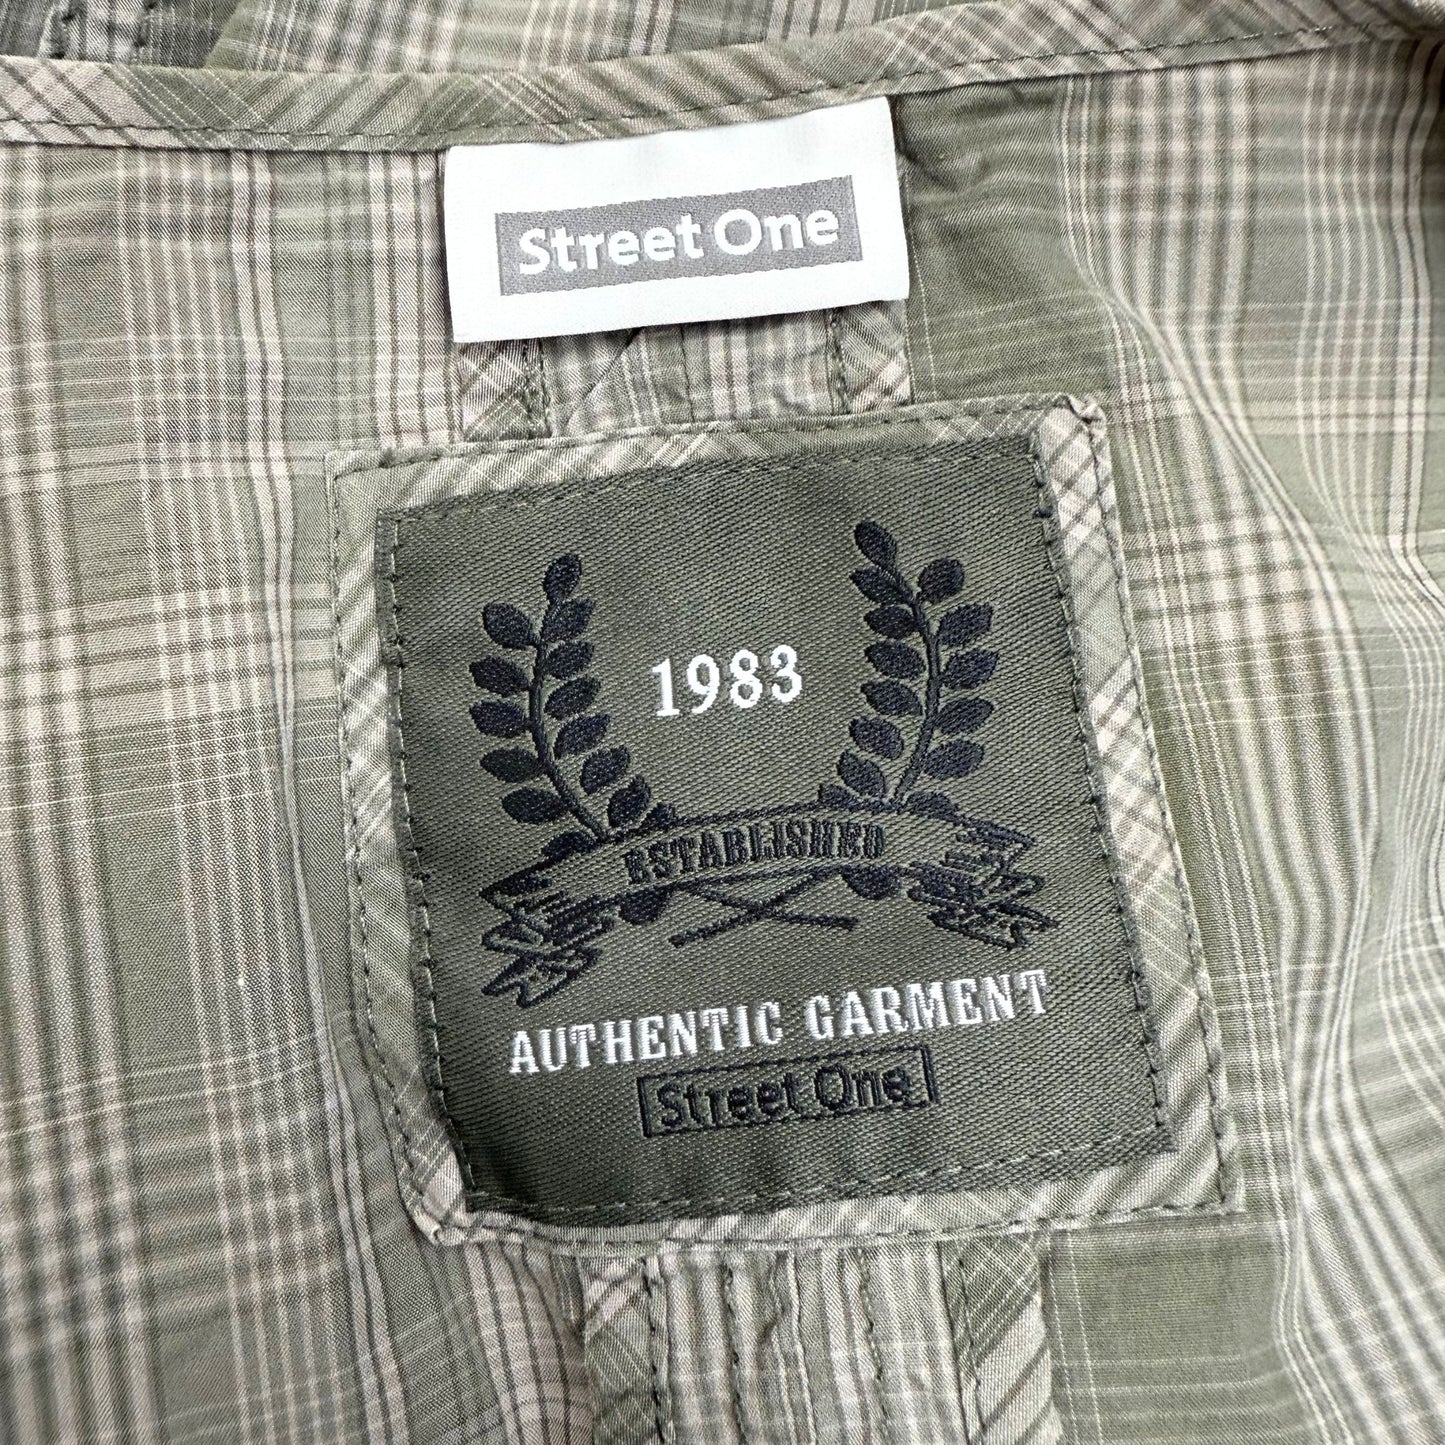 Street One
1983
ESTABLISHED
AUTHENTIC GARMENT
Street One